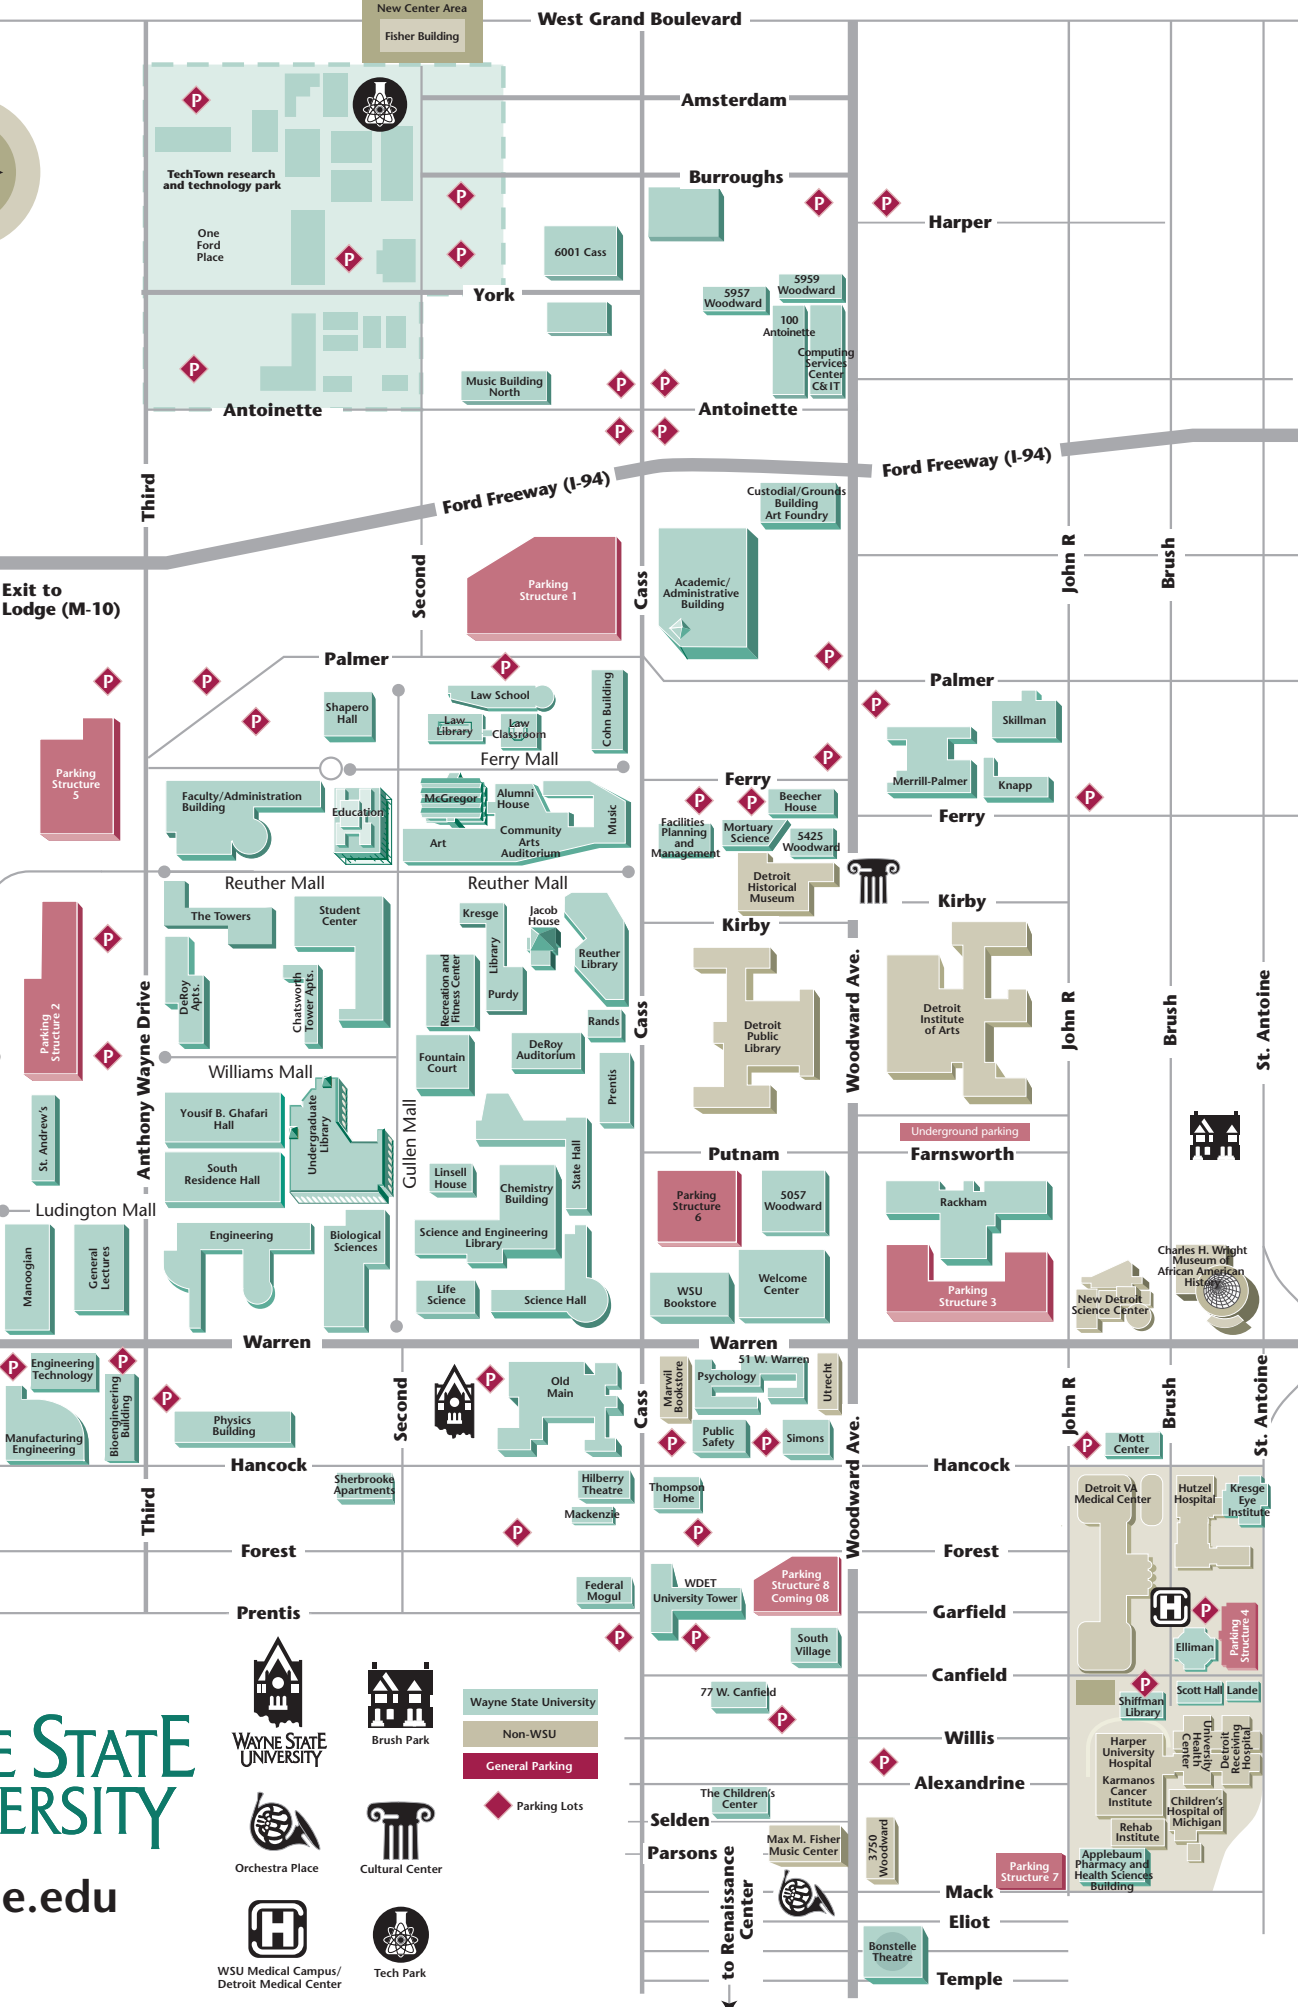 New Center Area
Fisher Building
West Grand Boulevard
Amsterdam
TechTown research
and technology park
Burroughs
Harper
One
Ford
Place
6001 Cass
5957
Woodward
5959
Woodward
York
100
Antoinette
Computing
Services
Center
C&IT
Music Building
North
Antoinette
Antoinette
Third
Ford Freeway (I-94)
Ford Freeway (I-94)
Custodial/Grounds
Building
Art Foundry
Exit to
Lodge (M-10)
Second
Parking
Structure 1
Cass
Academic/
Administrative
Building
John R
Brush
Palmer
Palmer
Shapero
Hall
Law School
Law
Library
Law
Classroom
Cohn Building
Skillman
Parking
Structure
5
Ferry Mall
Ferry
Merrill-Palmer
Knapp
Faculty/Administration
Building
Education
McGregor
Alumni
House
Music
Art
Community
Arts
Auditorium
Facilities
Planning
and
Management
Mortuary
Science
Beecher
House
5425
Woodward
Ferry
Detroit
Historical
Museum
Reuther Mall
Reuther Mall
The Towers
Student
Center
Kresge
Library
Purdy
Jacob
House
Reuther
Library
Kirby
Kirby
Parking
Structure 2
DeRoy
Apts.
Chatsworth
Tower Apts.
Recreation and
Fitness Center
Rands
Cass
Detroit
Public
Library
Woodward Ave.
Detroit
Institute
of Arts
John R
Brush
St. Antoine
Anthony Wayne Drive
Fountain
Court
DeRoy
Auditorium
Prentis
Williams Mall
St. Andrew's
Yousif B. Ghafari
Hall
Undergraduate
Library
Gullen Mall
South
Residence Hall
Linsell
House
Chemistry
Building
State Hall
Underground parking
Putnam
Farnsworth
Parking
Structure
6
5057
Woodward
Rackham
Ludington Mall
Manoogian
General
Lectures
Engineering
Biological
Sciences
Science and Engineering
Library
Life
Science
Science Hall
WSU
Bookstore
Welcome
Center
Parking
Structure 3
New Detroit
Science Center
Charles H. Wright
Museum of
African American
History
Warren
Warren
Engineering
Technology
Bioengineering
Building
Manufacturing
Engineering
Physics
Building
Second
Old
Main
Cass
Marwil
Bookstore
51 W. Warren
Psychology
Utrecht
Public
Safety
Simons
Woodward Ave.
John R
Brush
St. Antoine
Mott
Center
Hancock
Hancock
Third
Sherbrooke
Apartments
Hilberry
Theatre
Mackenzie
Thompson
Home
Detroit VA
Medical Center
Hutzel
Hospital
Kresge
Eye
Institute
Forest
Forest
Federal
Mogul
WDET
University Tower
Parking
Structure 8
Coming 08
Prentis
Garfield
South
Village
Elliman
Parking
Structure 4
Canfield
77 W. Canfield
Scott Hall
Lande
Shiffman
Library
WAYNE STATE
UNIVERSITY
Brush Park
Wayne State University
Non-WSU
General Parking
Parking Lots
Willis
Harper
University
Hospital
Karmanos
Cancer
Institute
University
Health
Center
Detroit
Receiving
Hospital
Alexandrine
The Children's
Center
Selden
Children's
Hospital of
Michigan
Rehab
Institute
E STATE
ERSITY
Orchestra Place
Cultural Center
Parsons
Max M. Fisher
Music Center
3750
Woodward
Parking
Structure 7
Applebaum
Pharmacy and
Health Sciences
Building
e.edu
Mack
Eliot
to Renaissance
Center
Bonstelle
Theatre
Temple
WSU Medical Campus/
Detroit Medical Center
Tech Park